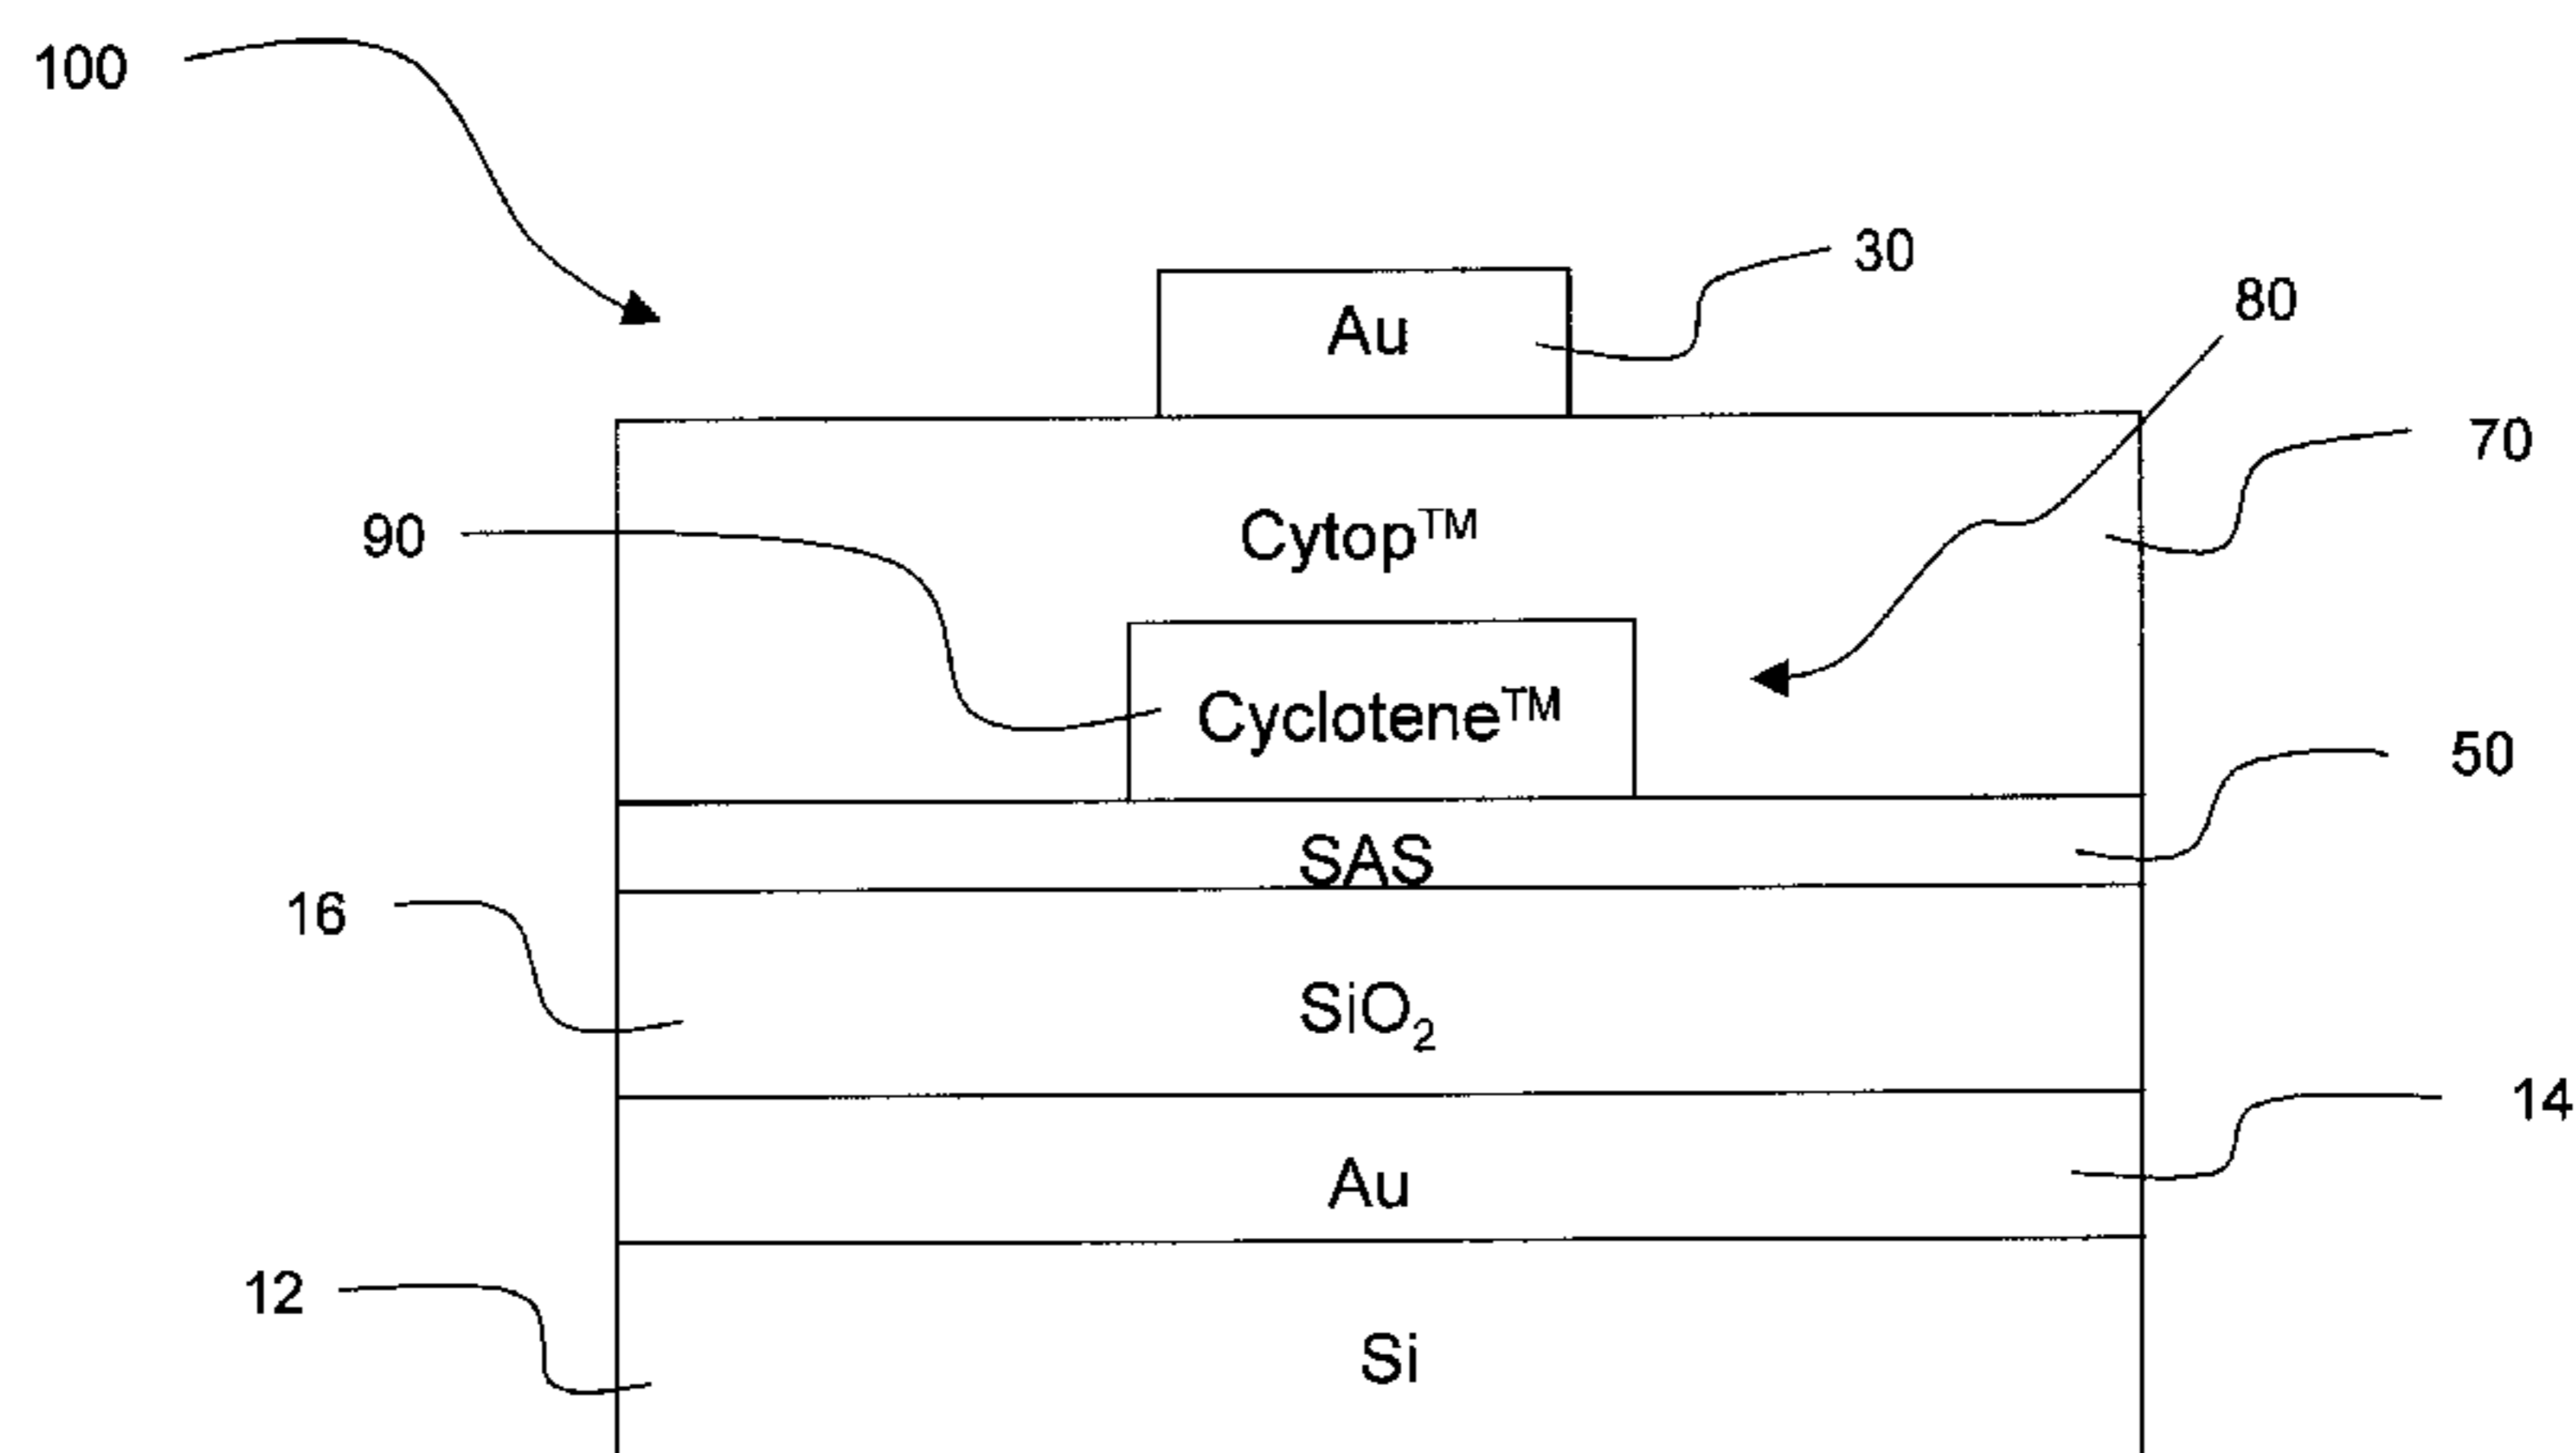 100
30
Au
80
70
Cytop™
90
Cyclotene™
50
SAS
16
SiO₂
14
Au
12
Si